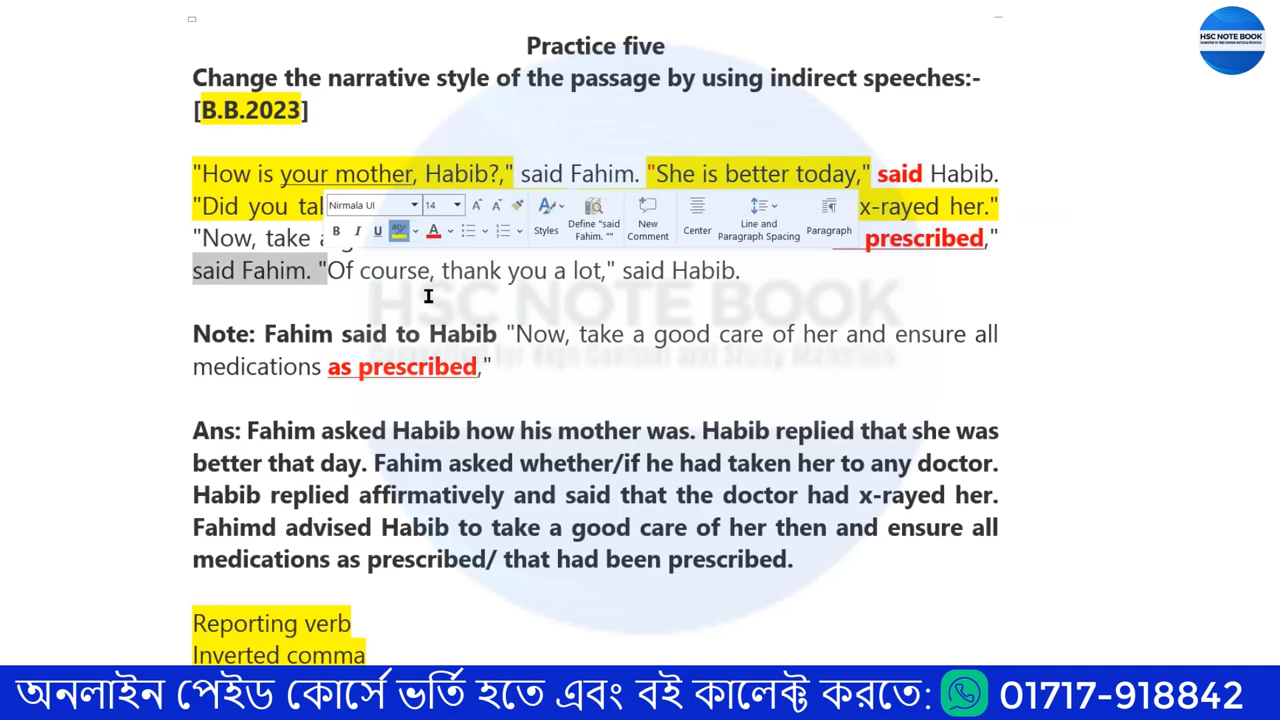 Practice five
HSC NOTE BOOK
Change the narrative style of the passage by using indirect speeches:-
[B.B.2023]
"How is your mother, Habib?," said Fahim. "She is better today," said Habib.
"Did you tal
Nirmala UI 14 Styles Define "said Fahim. "" New Comment Center Line and Paragraph Spacing Paragraph
x-rayed her."
"Now, take a prescribed,"
said Fahim. "Of course, thank you a lot," said Habib.
HSC NOTE BOOK
Note: Fahim said to Habib "Now, take a good care of her and ensure all
medications as prescribed,"
Ans: Fahim asked Habib how his mother was. Habib replied that she was
better that day. Fahim asked whether/if he had taken her to any doctor.
Habib replied affirmatively and said that the doctor had x-rayed her.
Fahimd advised Habib to take a good care of her then and ensure all
medications as prescribed/ that had been prescribed.
Reporting verb
Inverted comma
অনলাইন পেইড কোর্সে ভর্তি হতে এবং বই কালেক্ট করতে: 01717-918842